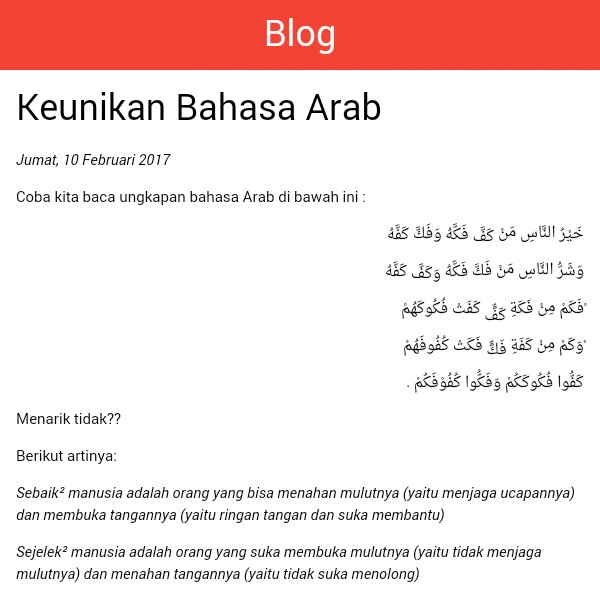 Blog
Keunikan Bahasa Arab
Jumat, 10 Februari 2017
Coba kita baca ungkapan bahasa Arab di bawah ini :
خَيْرُ النَّاسِ مَنْ كَفَّ فَكَّهُ وَفَكَّ كَفَّهُ
وَشَرُّ النَّاسِ مَنْ فَكَّ فَكَّهُ وَكَفَّ كَفَّهُ
ْفَكَمْ مِنْ فَكَةِ كَفٍّ كَفَتْ فُكُوكَهُمْ
ْوَكَمْ مِنْ كَفَةِ فَكٍّ فَكَتْ كُفُوفَهُمْ
كَفُّوا فُكُوكَكُمْ وَفَكُّوا كُفُوْفَكُمْ .
Menarik tidak??
Berikut artinya:
Sebaik² manusia adalah orang yang bisa menahan mulutnya (yaitu menjaga ucapannya)
dan membuka tangannya (yaitu ringan tangan dan suka membantu)
Sejelek² manusia adalah orang yang suka membuka mulutnya (yaitu tidak menjaga
mulutnya) dan menahan tangannya (yaitu tidak suka menolong)